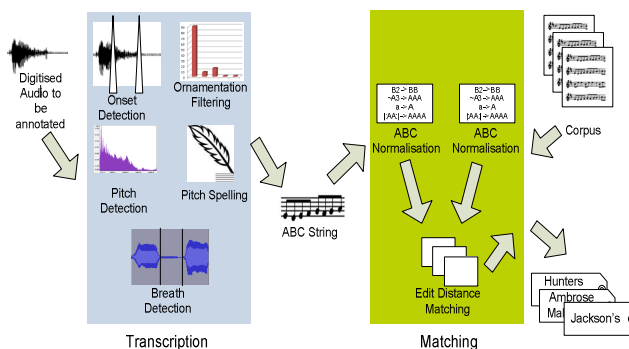 Digitised
Audio to
be
annotated
Onset
Detection
Ornamentation
Filtering
Pitch
Detection
Pitch Spelling
Breath
Detection
Transcription
ABC String
B2->BB
~A3->AAA
a->A
|:AA:|->AAAA
ABC
Normalisation
B2->BB
~A3->AAA
a->A
|:AA:|->AAAA
ABC
Normalisation
Edit Distance
Matching
Matching
Corpus
Hunters
Ambrose
Jackson's